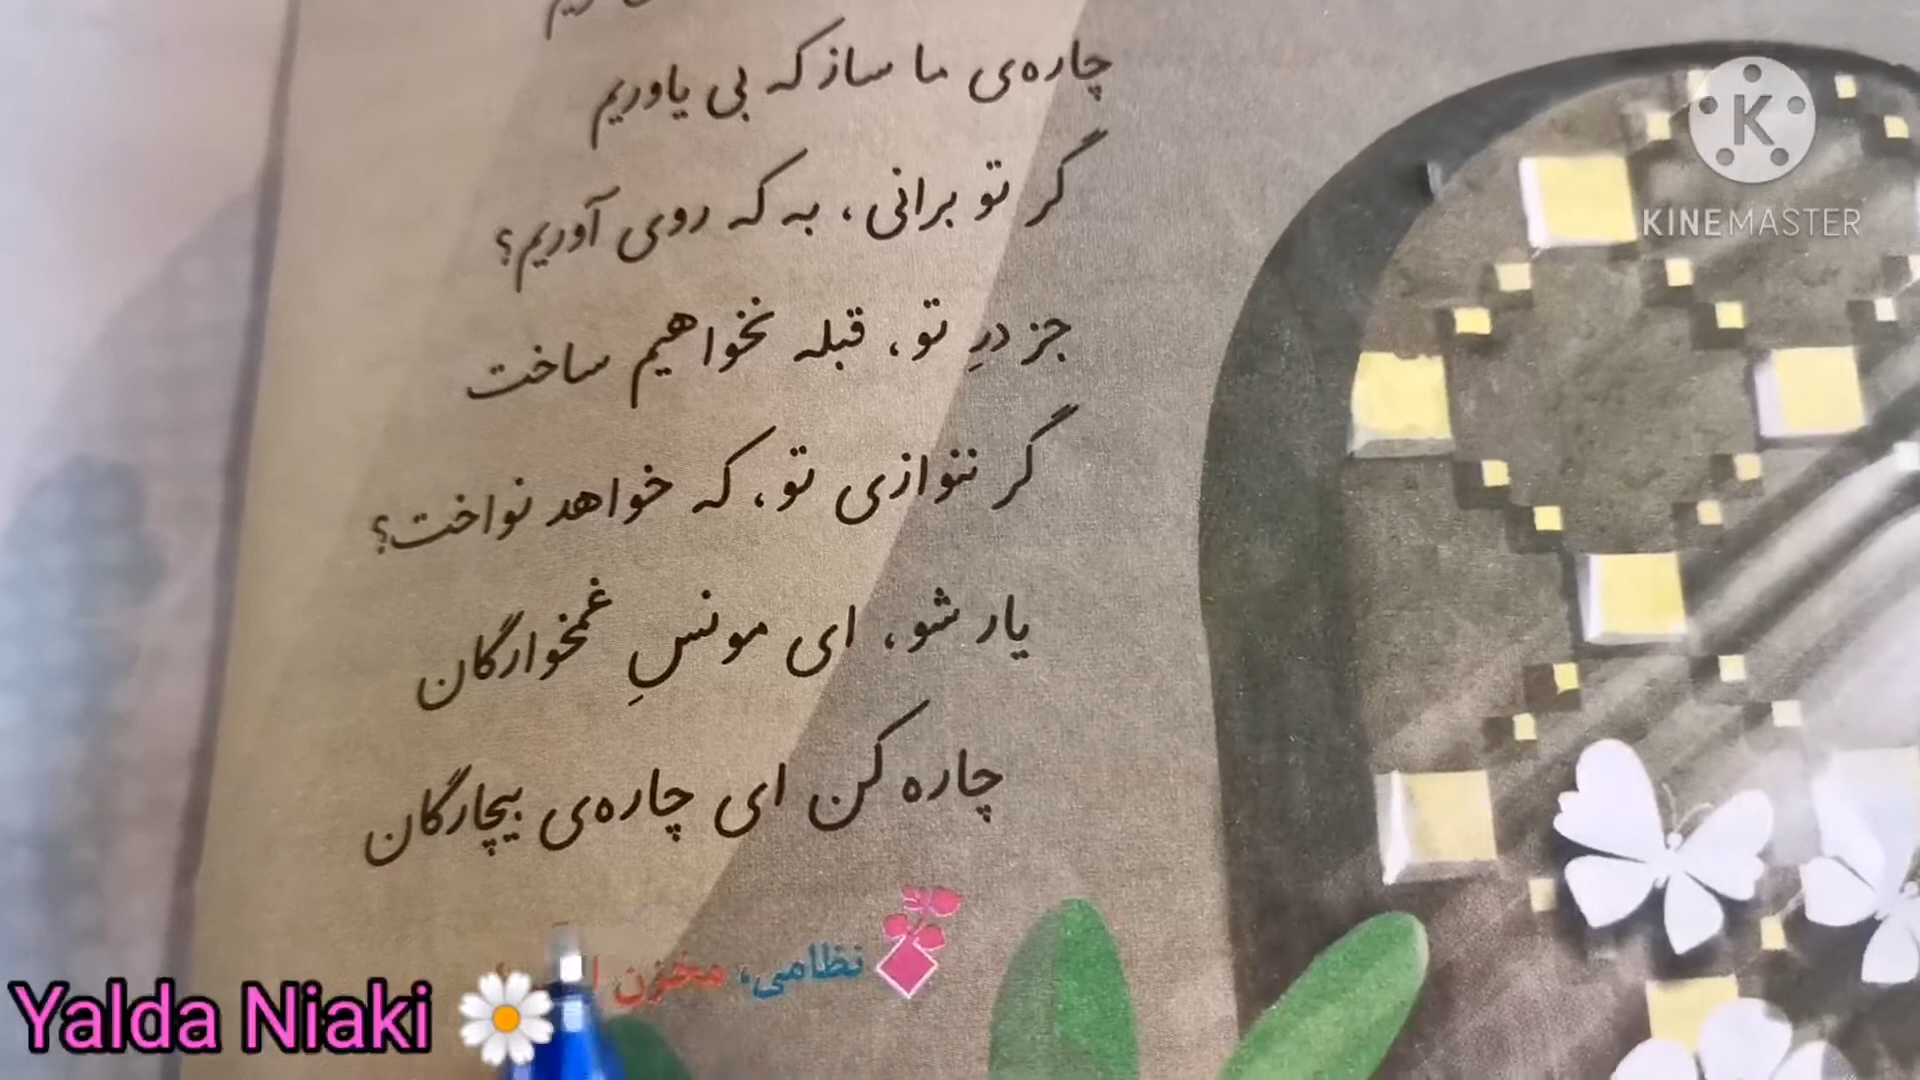 چاره‌ی ما ساز که بی یاوریم
گر تو برانی، به که روی آوریم؟
جز درِ تو، قبله نخواهیم ساخت
گر ننوازی تو، که خواهد نواخت؟
یار شو، ای مونسِ غمخوارگان
چاره کن ای چاره‌ی بیچارگان
نظامی، مخزن
Yalda Niaki
K
KINEMASTER